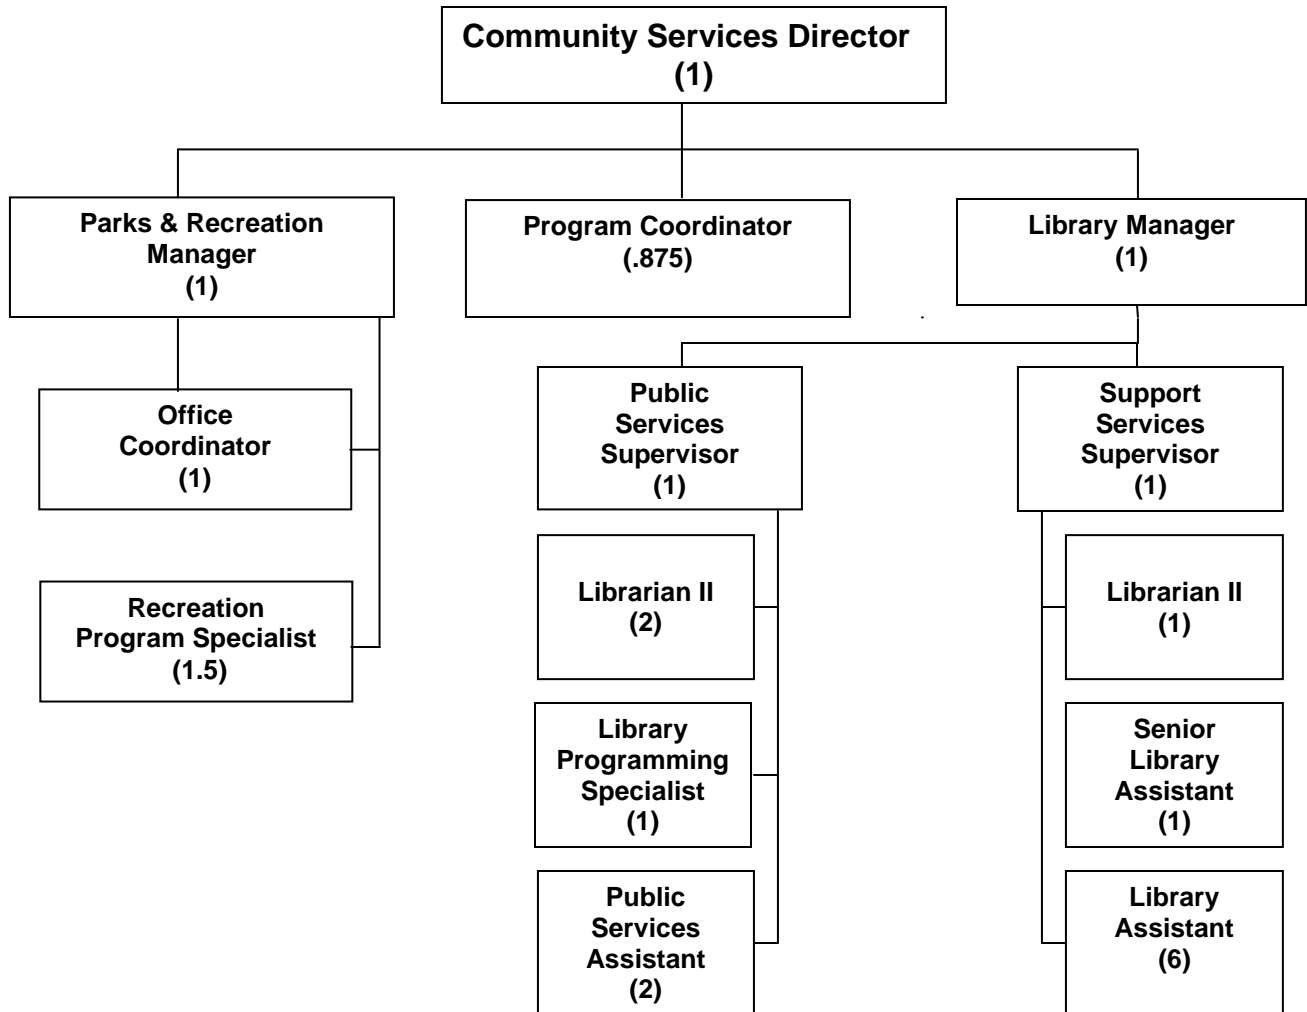 Community Services Director
(1)
Parks & Recreation
Manager
(1)
Program Coordinator
(.875)
Library Manager
(1)
Office
Coordinator
(1)
Recreation
Program Specialist
(1.5)
Public
Services
Supervisor
(1)
Librarian II
(2)
Library
Programming
Specialist
(1)
Public
Services
Assistant
(2)
Support
Services
Supervisor
(1)
Librarian II
(1)
Senior
Library
Assistant
(1)
Library
Assistant
(6)